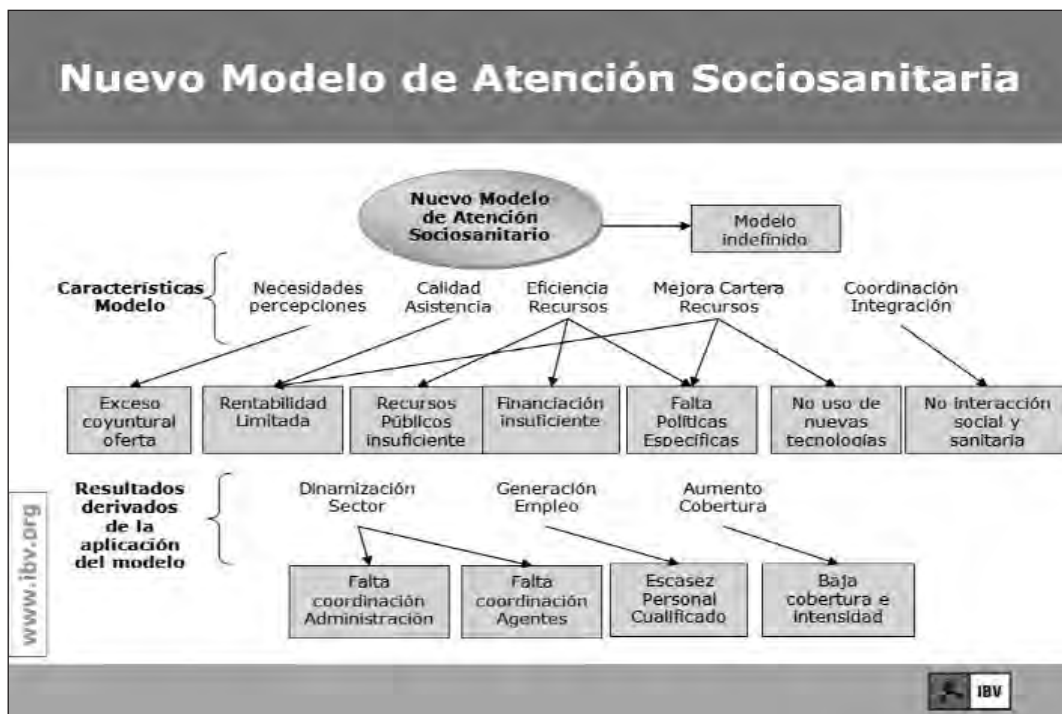 Nuevo Modelo de Atención Sociosanitaria
Nuevo Modelo
de Atención
Sociosanitario
Modelo
indefinido
Características
Modelo
Necesidades
percepciones
Calidad
Asistencia
Eficiencia
Recursos
Mejora Cartera
Recursos
Coordinación
Integración
Exceso
coyuntural
oferta
Rentabilidad
Limitada
Recursos
Públicos
insuficiente
Financiación
insuficiente
Falta
Políticas
Específicas
No uso de
nuevas
tecnologías
No interacción
social y
sanitaria
Resultados
derivados
de la
aplicación
del modelo
Dinamización
Sector
Generación
Empleo
Aumento
Cobertura
Falta
coordinación
Administración
Falta
coordinación
Agentes
Escasez
Personal
Cualificado
Baja
cobertura e
intensidad
www.ibv.org
IBV